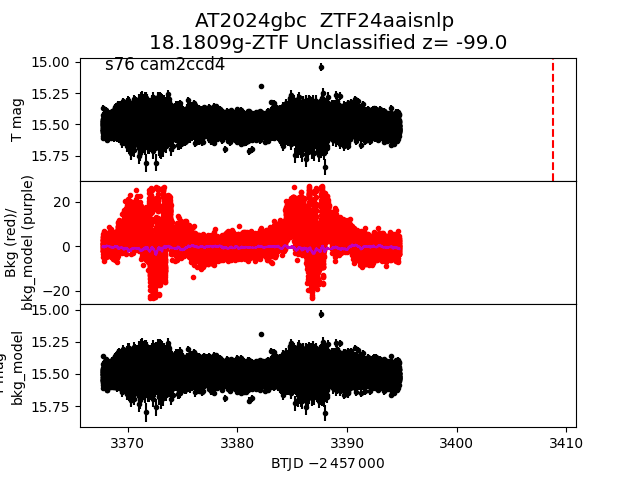 AT2024gbc  ZTF24aaisnlp
18.1809g-ZTF Unclassified z= -99.0
s76 cam2ccd4
15.00
15.25
15.50
15.75
T mag
20
0
−20
Bkg (red)/
bkg_model (purple)
15.00
15.25
15.50
15.75
mag
bkg_model
3370
3380
3390
3400
3410
BTJD −2 457 000